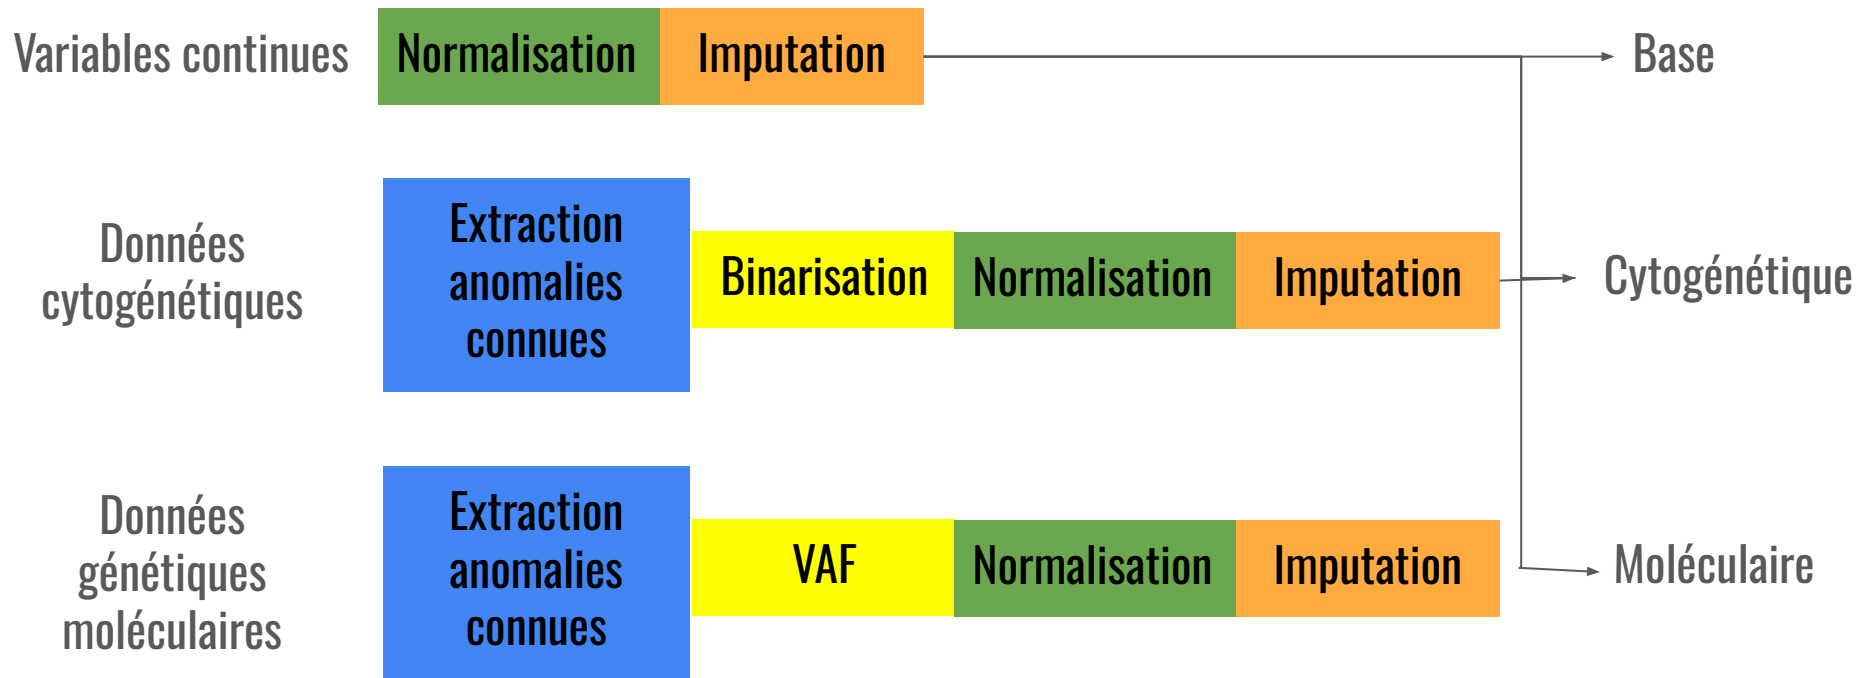 Variables continues
Normalisation
Imputation
Base
Données
cytogénétiques
Extraction
anomalies
connues
Binarisation
Normalisation
Imputation
Cytogénétique
Données
génétiques
moléculaires
Extraction
anomalies
connues
VAF
Normalisation
Imputation
Moléculaire